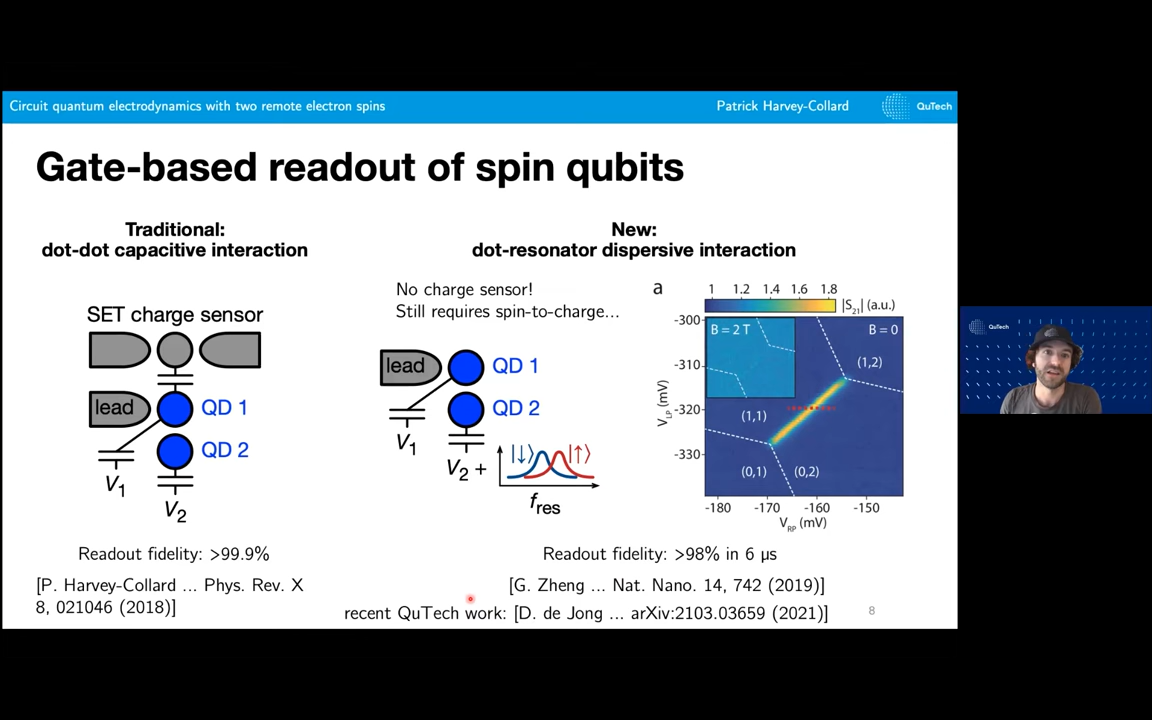 Circuit quantum electrodynamics with two remote electron spins
Patrick Harvey-Collard
QuTech
Gate-based readout of spin qubits
Traditional:
dot-dot capacitive interaction
SET charge sensor
lead
QD 1
QD 2
V1
V2
Readout fidelity: >99.9%
[P. Harvey-Collard ... Phys. Rev. X
8, 021046 (2018)]
New:
dot-resonator dispersive interaction
No charge sensor!
Still requires spin-to-charge...
lead
QD 1
QD 2
V1
V2 +
|↓⟩
|↑⟩
fres
a
1 1.2 1.4 1.6 1.8
|S21| (a.u.)
B = 2 T
B = 0
(1,2)
(1,1)
(0,1)
(0,2)
-300
-310
-320
-330
VLP (mV)
-180 -170 -160 -150
VRP (mV)
Readout fidelity: >98% in 6 μs
[G. Zheng ... Nat. Nano. 14, 742 (2019)]
recent QuTech work: [D. de Jong ... arXiv:2103.03659 (2021)]
8
QuTech